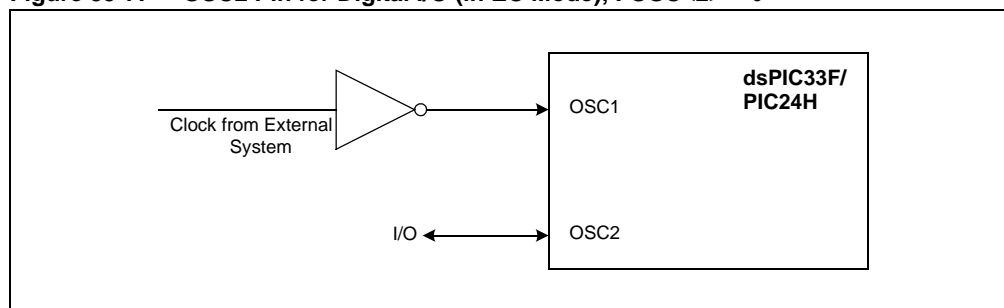 dsPIC33F/
PIC24H
OSC1
Clock from External
System
I/O
OSC2